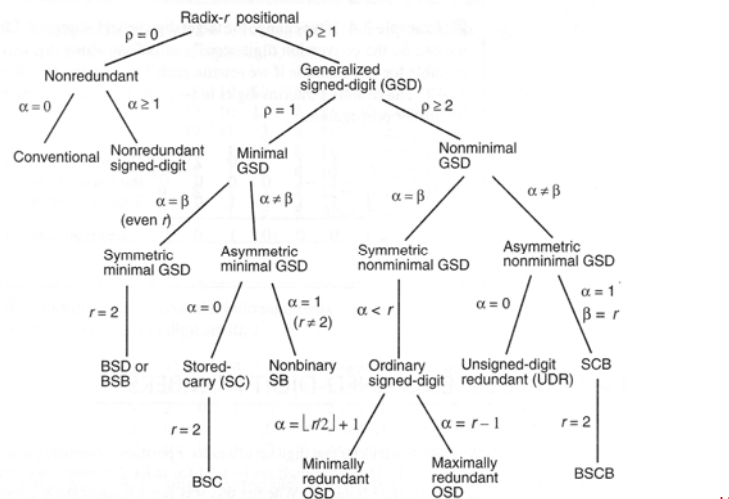 Radix-r positional
ρ = 0
ρ ≥ 1
Nonredundant
Generalized
signed-digit (GSD)
α = 0
α ≥ 1
ρ = 1
ρ ≥ 2
Conventional
Nonredundant
signed-digit
Minimal
GSD
Nonminimal
GSD
α = β
(even r)
α ≠ β
α = β
α ≠ β
Symmetric
minimal GSD
Asymmetric
minimal GSD
Symmetric
nonminimal GSD
Asymmetric
nonminimal GSD
r = 2
α = 0
α = 1
(r ≠ 2)
α < r
α = 0
α = 1
β = r
BSD or
BSB
Stored-
carry (SC)
Nonbinary
SB
Ordinary
signed-digit
Unsigned-digit
redundant (UDR)
SCB
r = 2
α = ⌊r/2⌋ + 1
α = r − 1
r = 2
BSC
Minimally
redundant
OSD
Maximally
redundant
OSD
BSCB